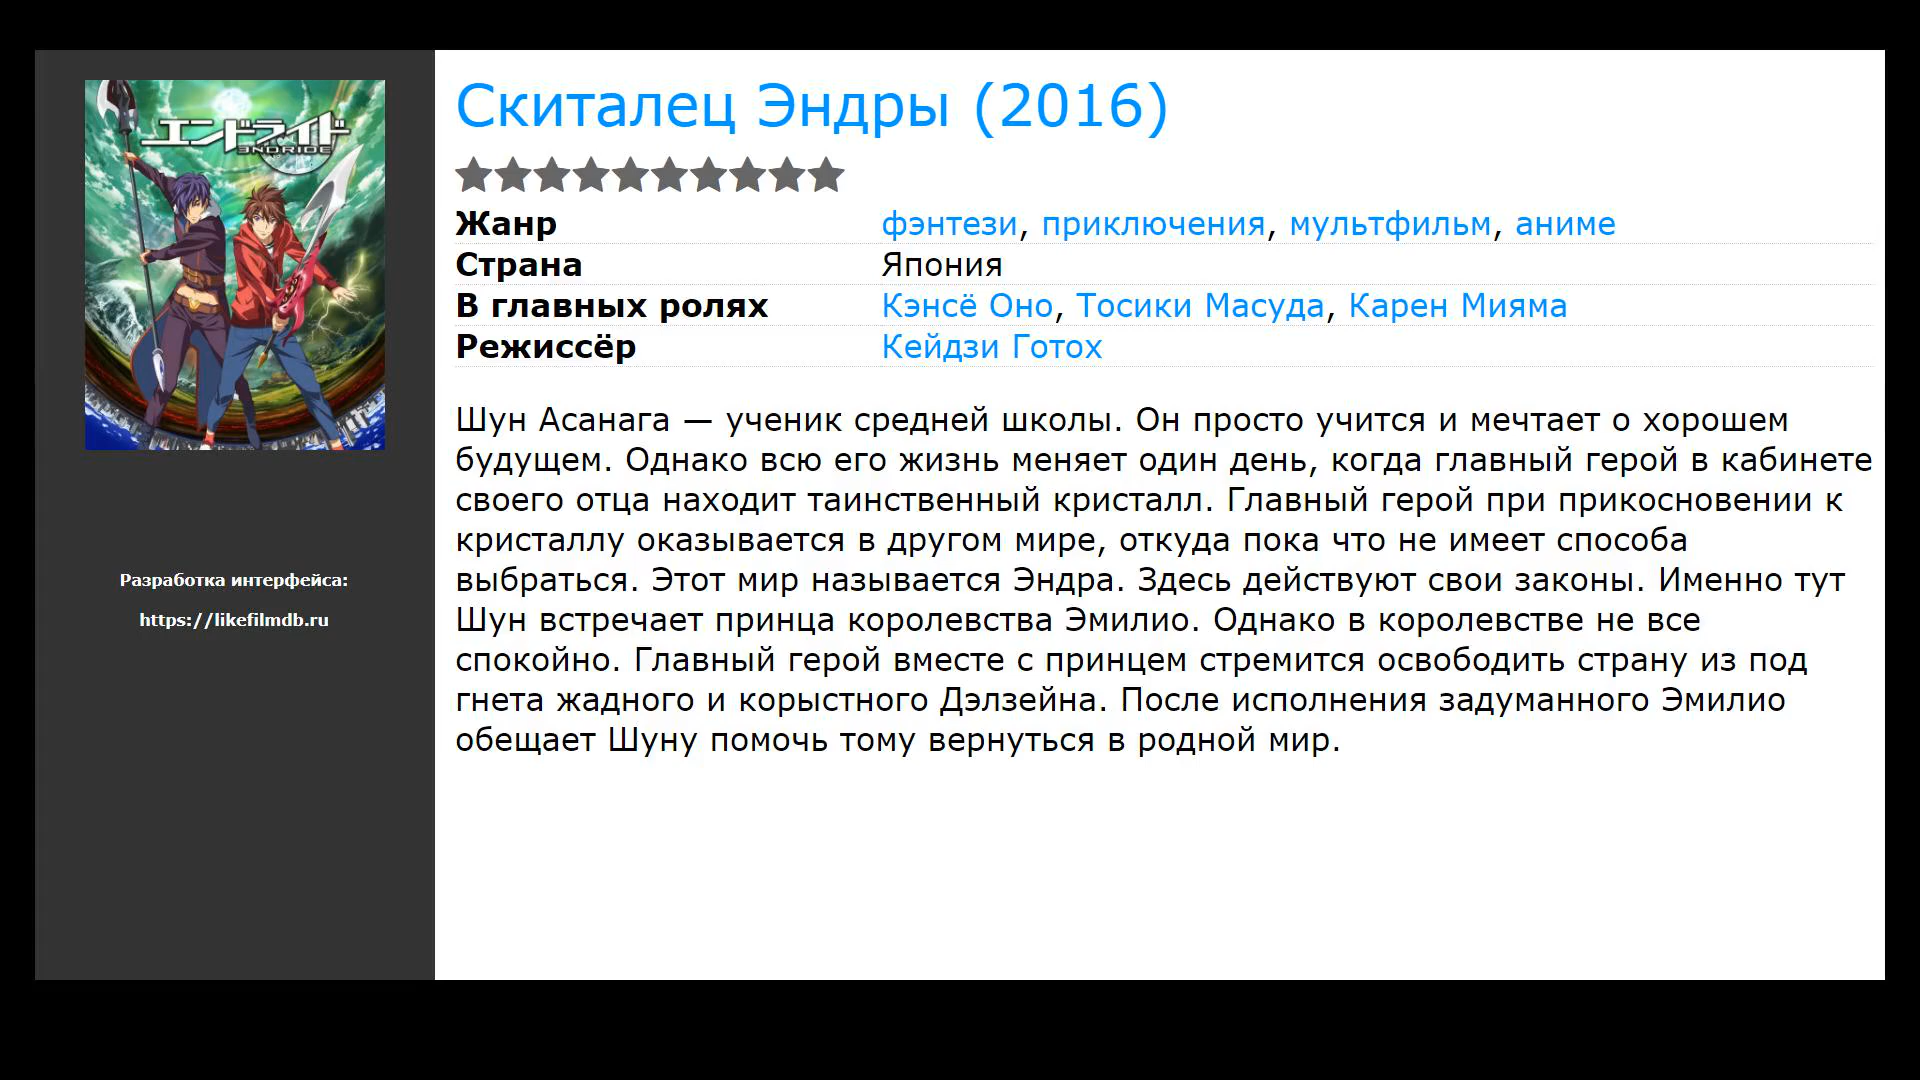 エンドライド
ENDRIDE
Разработка интерфейса:
https://likefilmdb.ru
Скиталец Эндры (2016)
Жанр фэнтези, приключения, мультфильм, аниме
Страна Япония
В главных ролях Кэнсё Оно, Тосики Масуда, Карен Мияма
Режиссёр Кейдзи Готох
Шун Асанага — ученик средней школы. Он просто учится и мечтает о хорошем
будущем. Однако всю его жизнь меняет один день, когда главный герой в кабинете
своего отца находит таинственный кристалл. Главный герой при прикосновении к
кристаллу оказывается в другом мире, откуда пока что не имеет способа
выбраться. Этот мир называется Эндра. Здесь действуют свои законы. Именно тут
Шун встречает принца королевства Эмилио. Однако в королевстве не все
спокойно. Главный герой вместе с принцем стремится освободить страну из под
гнета жадного и корыстного Дэлзейна. После исполнения задуманного Эмилио
обещает Шуну помочь тому вернуться в родной мир.